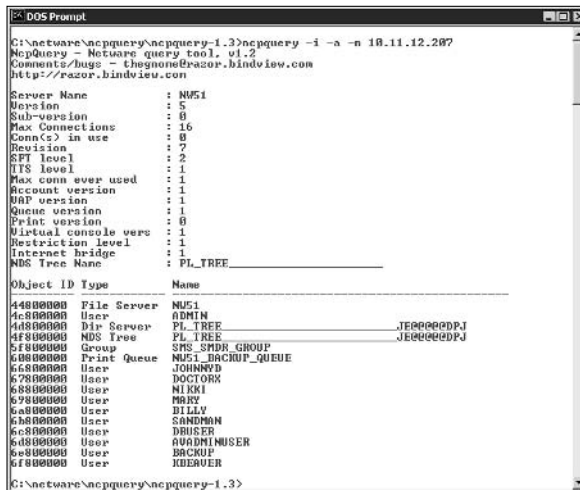 DOS Prompt
C:\netware\ncpquery\ncpquery-1.3>ncpquery -i -a -n 10.11.12.207
NcpQuery - Netware query tool, v1.2
Comments/bugs - thegnome@razor.bindview.com
http://razor.bindview.com
Server Name : NW51
Version : 5
Sub-version : 0
Max Connections : 16
Conn(s) in use : 0
Revision : 7
SFT level : 2
TTS level : 1
Max conn ever used : 1
Account version : 1
VAP version : 1
Queue version : 1
Print version : 0
Virtual console vers : 1
Restriction level : 1
Internet bridge : 1
NDS Tree Name : PL_TREE_________________________
Object ID Type Name
44800000 File Server NW51
4c800000 User ADMIN
4d800000 Dir Server PL_TREE_________________________JE@@@@@DPJ
4f800000 NDS Tree PL_TREE_________________________JE@@@@@DPJ
5f800000 Group SMS_SMDR_GROUP
60800000 Print Queue NW51_BACKUP_QUEUE
66800000 User JOHNNYD
67800000 User DOCTORX
68800000 User NIKKI
69800000 User MARY
6a800000 User BILLY
6b800000 User SANDMAN
6c800000 User DBUSER
6d800000 User AVADMINUSER
6e800000 User BACKUP
6f800000 User KBEAVER
C:\netware\ncpquery\ncpquery-1.3>